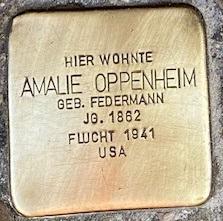 HIER WOHNTE
AMALIE OPPENHEIM
GEB. FEDERMANN
JG. 1862
FLUCHT 1941
USA